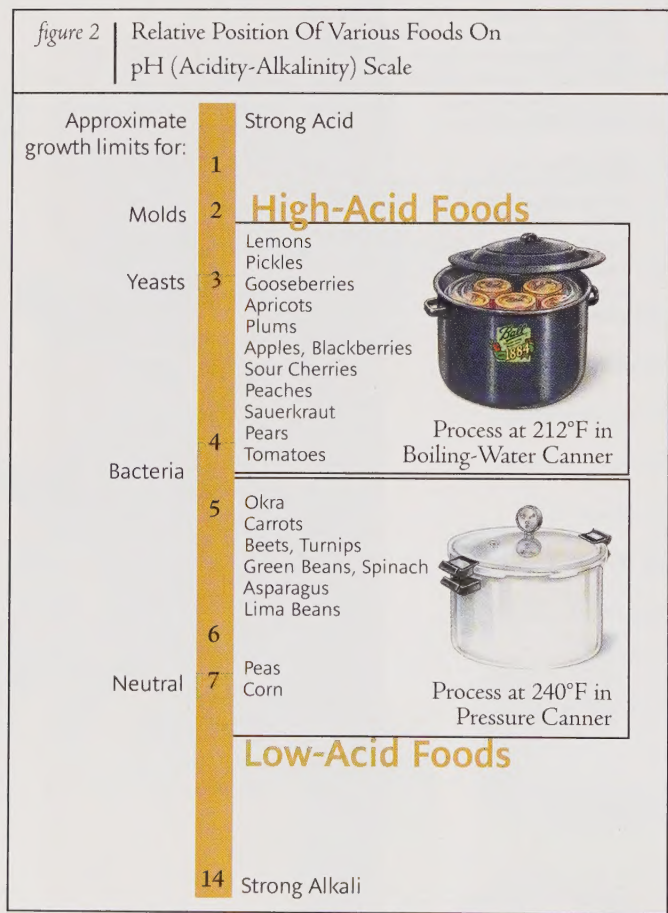 figure 2
Relative Position Of Various Foods On
pH (Acidity-Alkalinity) Scale
Approximate
growth limits for:
Strong Acid
1
Molds
2
High-Acid Foods
Lemons
Pickles
Yeasts
3
Gooseberries
Apricots
Plums
Apples, Blackberries
Sour Cherries
Peaches
Sauerkraut
4
Pears
Tomatoes
Ball
1884
Process at 212°F in
Boiling-Water Canner
Bacteria
5
Okra
Carrots
Beets, Turnips
Green Beans, Spinach
Asparagus
Lima Beans
6
Neutral
7
Peas
Corn
Process at 240°F in
Pressure Canner
Low-Acid Foods
14
Strong Alkali